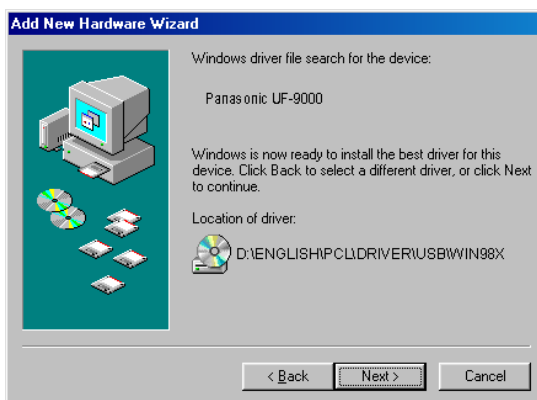 Add New Hardware Wizard
Windows driver file search for the device:
Panasonic UF-9000
Windows is now ready to install the best driver for this
device. Click Back to select a different driver, or click Next
to continue.
Location of driver:
D:\ENGLISH\PCL\DRIVER\USB\WIN98X
< Back
Next >
Cancel